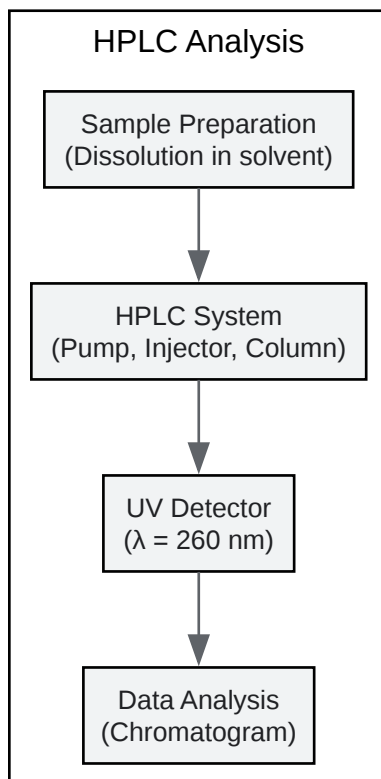 HPLC Analysis
Sample Preparation
(Dissolution in solvent)
HPLC System
(Pump, Injector, Column)
UV Detector
(λ = 260 nm)
Data Analysis
(Chromatogram)